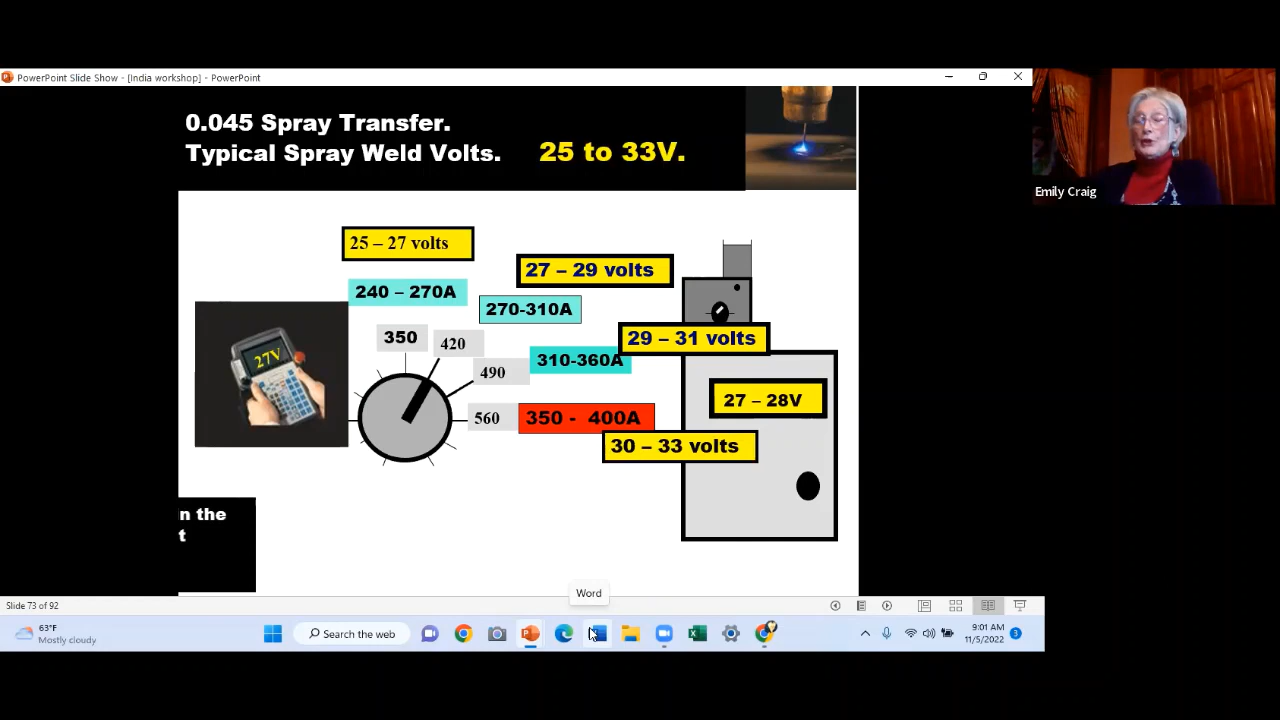 PowerPoint Slide Show - [India workshop] - PowerPoint
0.045 Spray Transfer.
Typical Spray Weld Volts. 25 to 33V.
Emily Craig
25 – 27 volts
27 – 29 volts
240 – 270A
270-310A
350
420
29 – 31 volts
27V
490
310-360A
27 – 28V
560
350 - 400A
30 – 33 volts
n the
t
Word
Slide 73 of 92
63°F
Mostly cloudy
Search the web
9:01 AM
11/5/2022
3